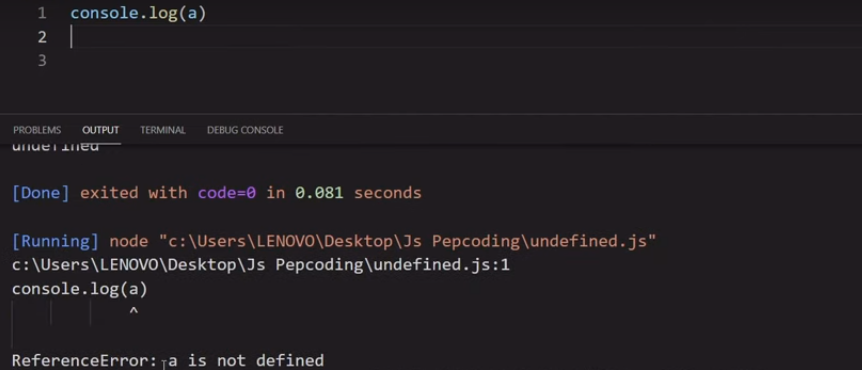 1 console.log(a)
2
3
PROBLEMS OUTPUT TERMINAL DEBUG CONSOLE
undefined
[Done] exited with code=0 in 0.081 seconds
[Running] node "c:\Users\LENOVO\Desktop\Js Pepcoding\undefined.js"
c:\Users\LENOVO\Desktop\Js Pepcoding\undefined.js:1
console.log(a)
^
ReferenceError: a is not defined